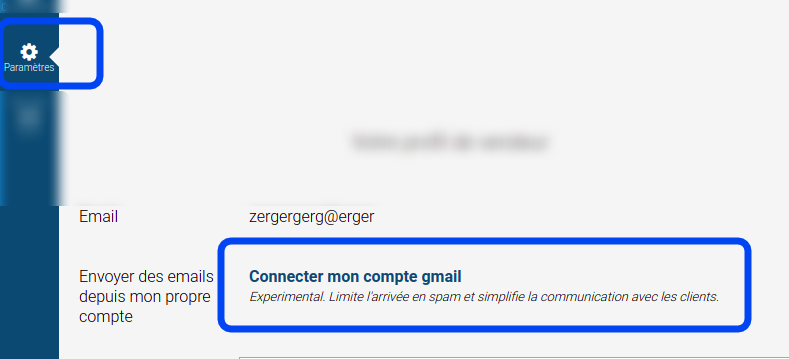 Paramètres
Email
zergergerg@erger
Envoyer des emails
depuis mon propre
compte
Connecter mon compte gmail
Experimental. Limite l'arrivée en spam et simplifie la communication avec les clients.